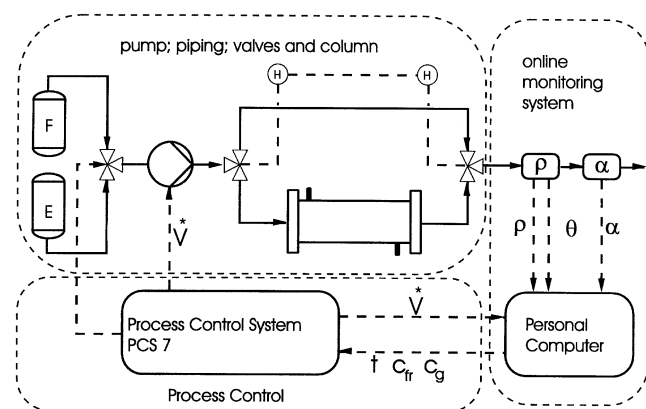 pump; piping; valves and column
H
H
online
monitoring
system
F
E
ρ
α
V*
ρ
θ
α
Process Control System
PCS 7
V*
Personal
Computer
t C_fr C_g
Process Control